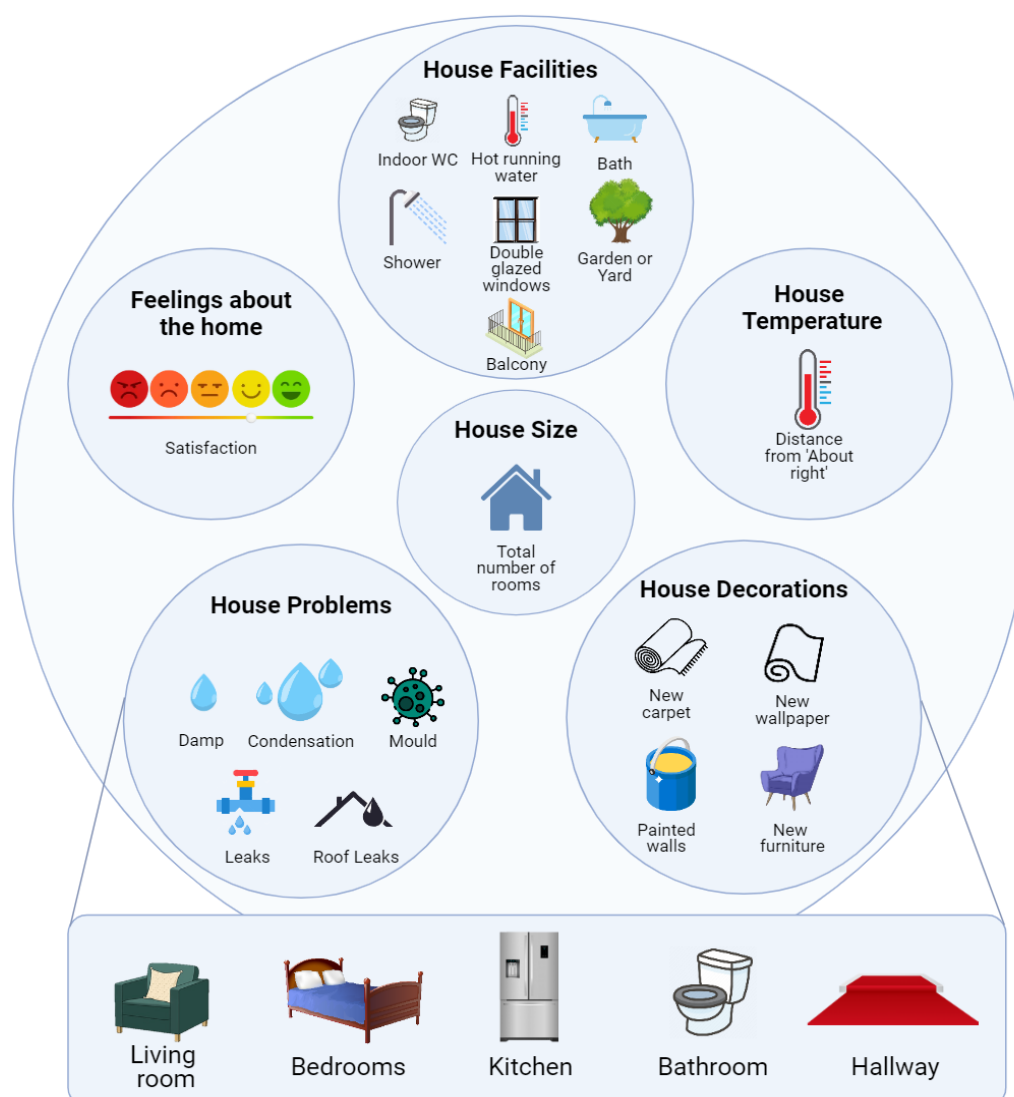 House Facilities
Indoor WC
Hot running
water
Bath
Shower
Double
glazed
windows
Garden or
Yard
Balcony
Feelings about
the home
Satisfaction
House
Temperature
Distance
from 'About
right'
House Size
Total
number of
rooms
House Problems
Damp
Condensation
Mould
Leaks
Roof Leaks
House Decorations
New
carpet
New
wallpaper
Painted
walls
New
furniture
Living
room
Bedrooms
Kitchen
Bathroom
Hallway